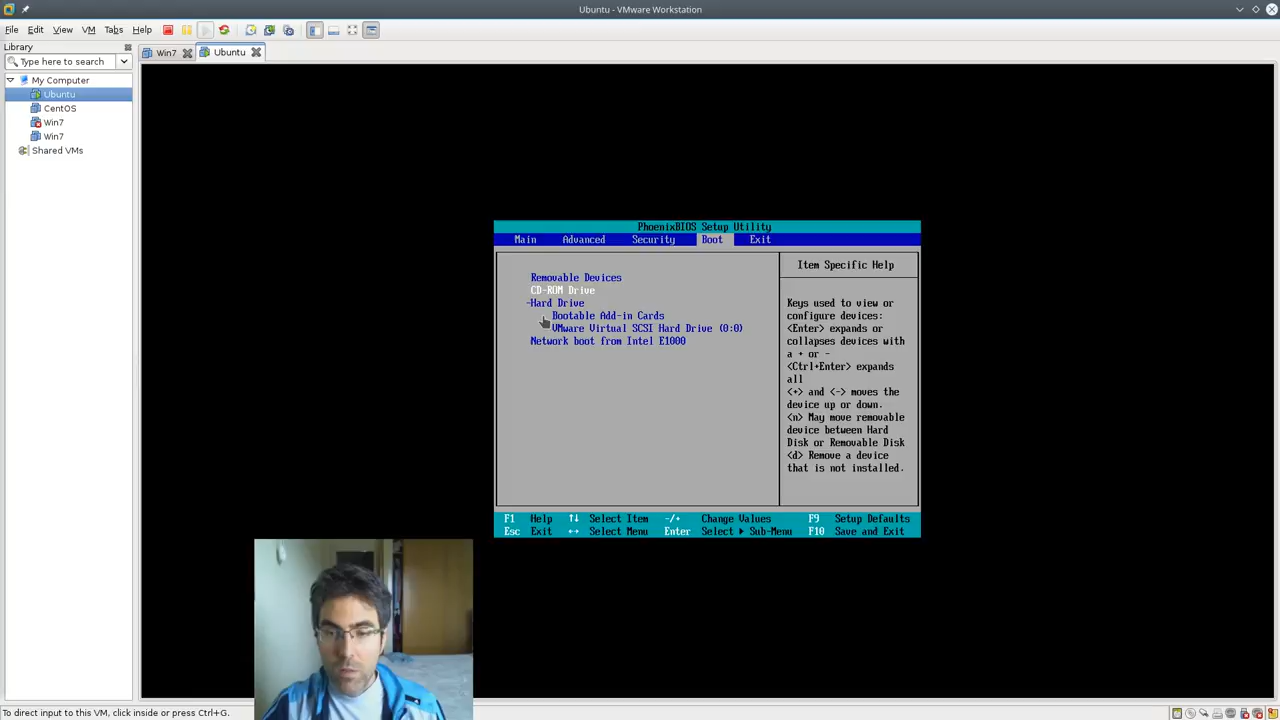 Ubuntu - VMware Workstation
File Edit View VM Tabs Help
Library
Type here to search
Win7
Ubuntu
My Computer
Ubuntu
CentOS
Win7
Win7
Shared VMs
PhoenixBIOS Setup Utility
Main Advanced Security Boot Exit
Removable Devices
CD-ROM Drive
-Hard Drive
Bootable Add-in Cards
VMware Virtual SCSI Hard Drive (0:0)
Network boot from Intel E1000
Item Specific Help
Keys used to view or
configure devices:
<Enter> expands or
collapses devices with
a + or -
<Ctrl+Enter> expands
all
<+> and <-> moves the
device up or down.
<n> May move removable
device between Hard
Disk or Removable Disk
<d> Remove a device
that is not installed.
F1 Help ↑↓ Select Item -/+ Change Values F9 Setup Defaults
Esc Exit ↔ Select Menu Enter Select ▶ Sub-Menu F10 Save and Exit
To direct input to this VM, click inside or press Ctrl+G.